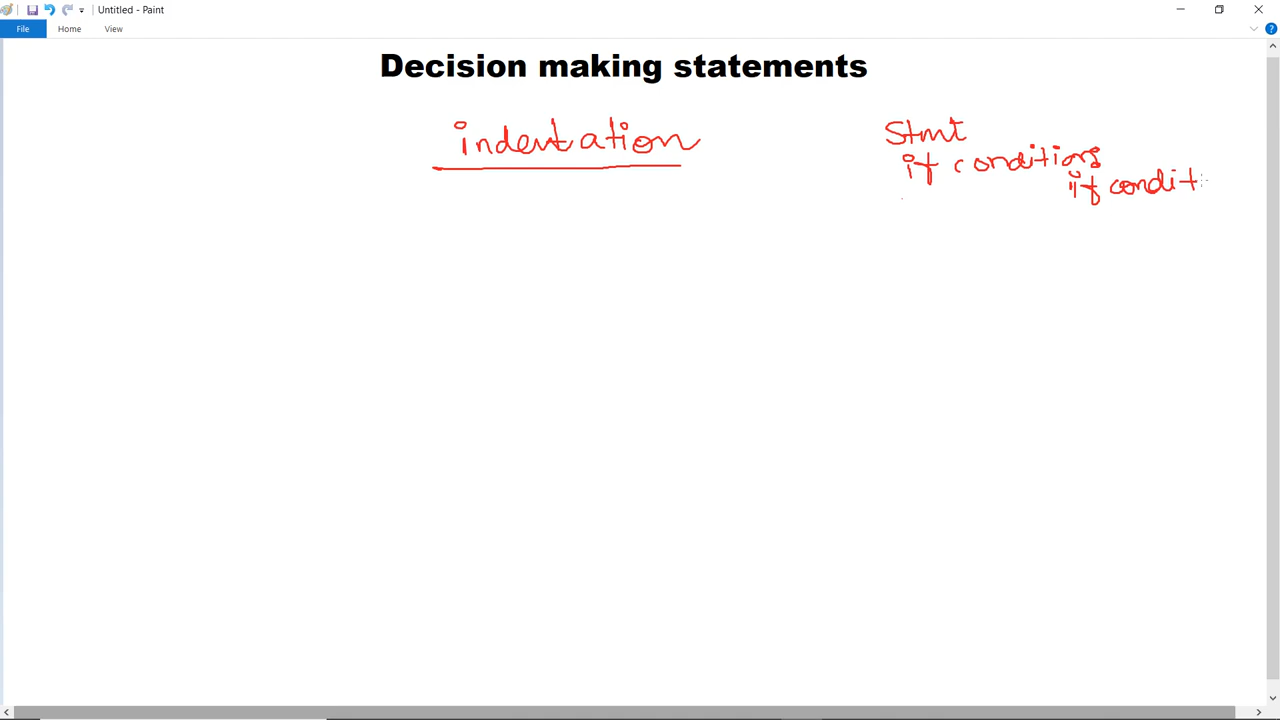 Untitled - Paint
File Home View
Decision making statements
indentation
Stmt
if conditions
if condit